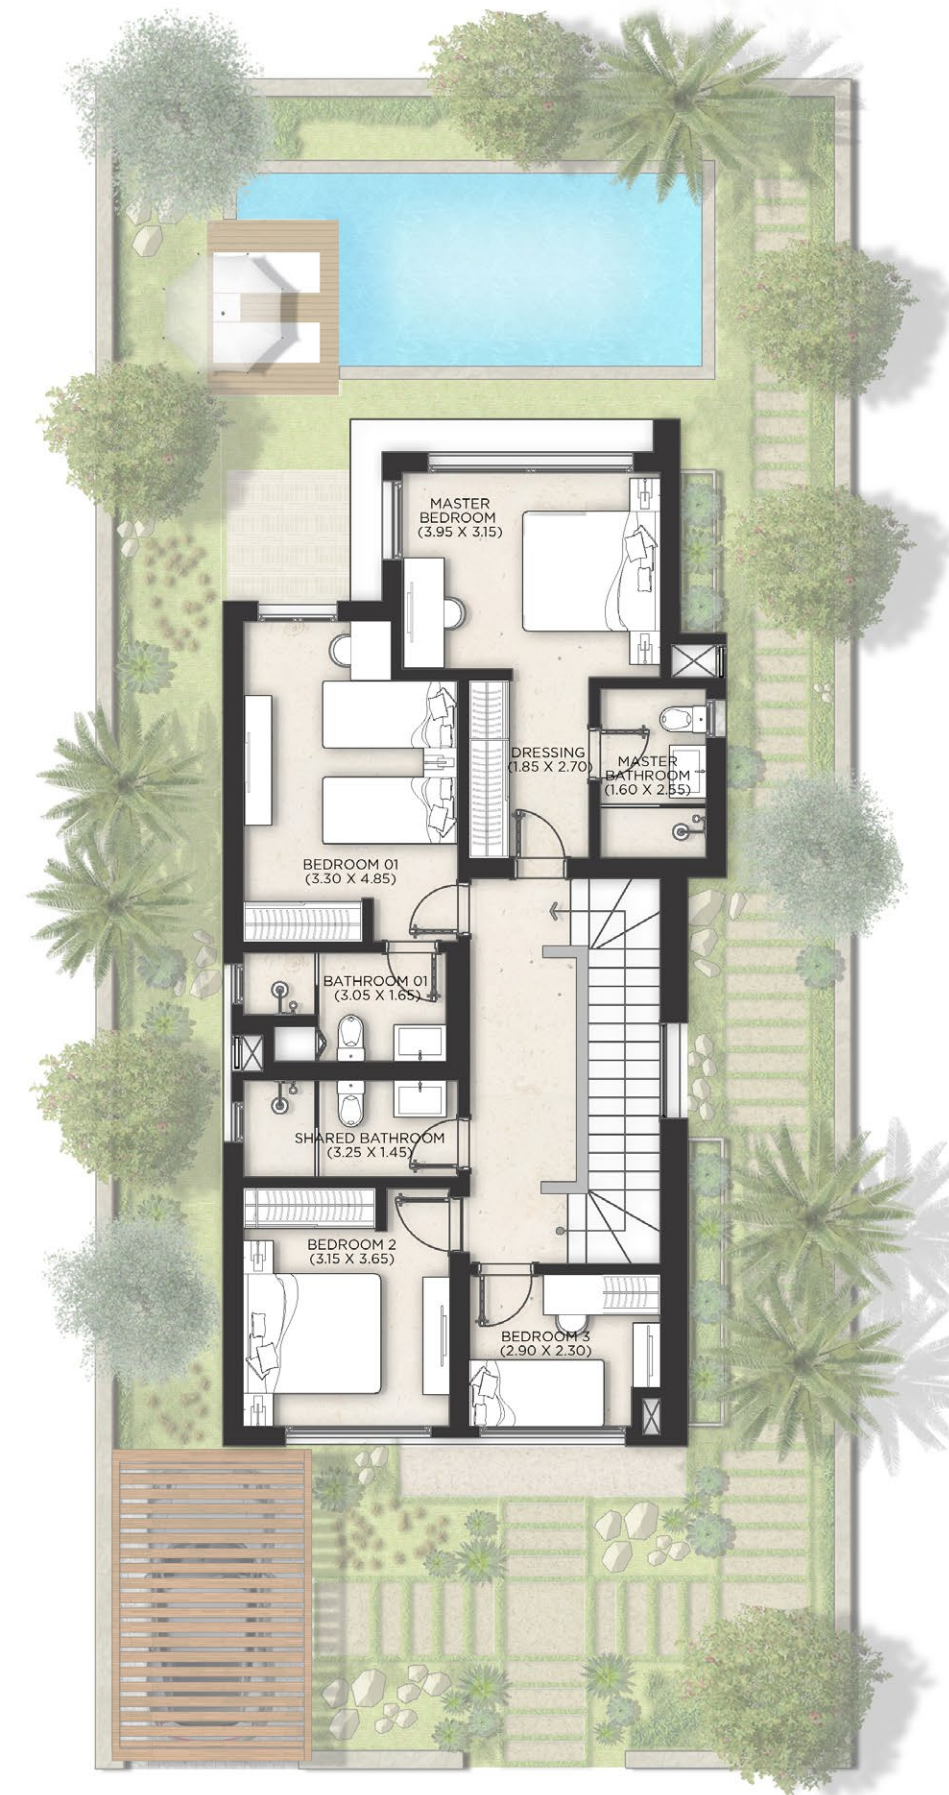 MASTER
BEDROOM
(3.95 X 3.15)
DRESSING
(1.85 X 2.70)
MASTER
BATHROOM
(1.60 X 2.55)
BEDROOM 01
(3.30 X 4.85)
BATHROOM 01
(3.05 X 1.65)
SHARED BATHROOM
(3.25 X 1.45)
BEDROOM 2
(3.15 X 3.65)
BEDROOM 3
(2.90 X 2.30)